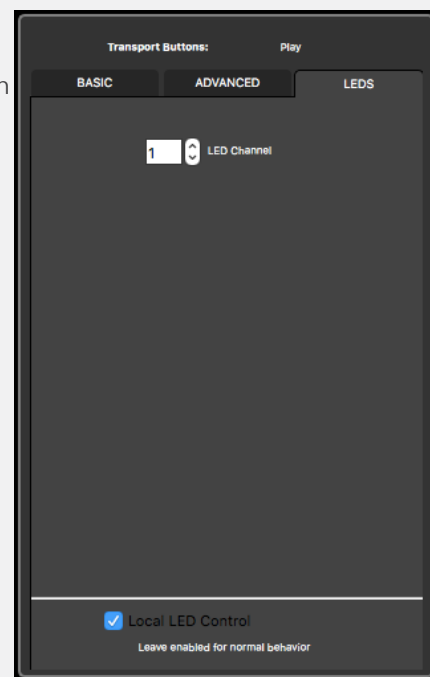 Transport Buttons: Play
BASIC ADVANCED LEDS
1 LED Channel
Local LED Control
Leave enabled for normal behavior